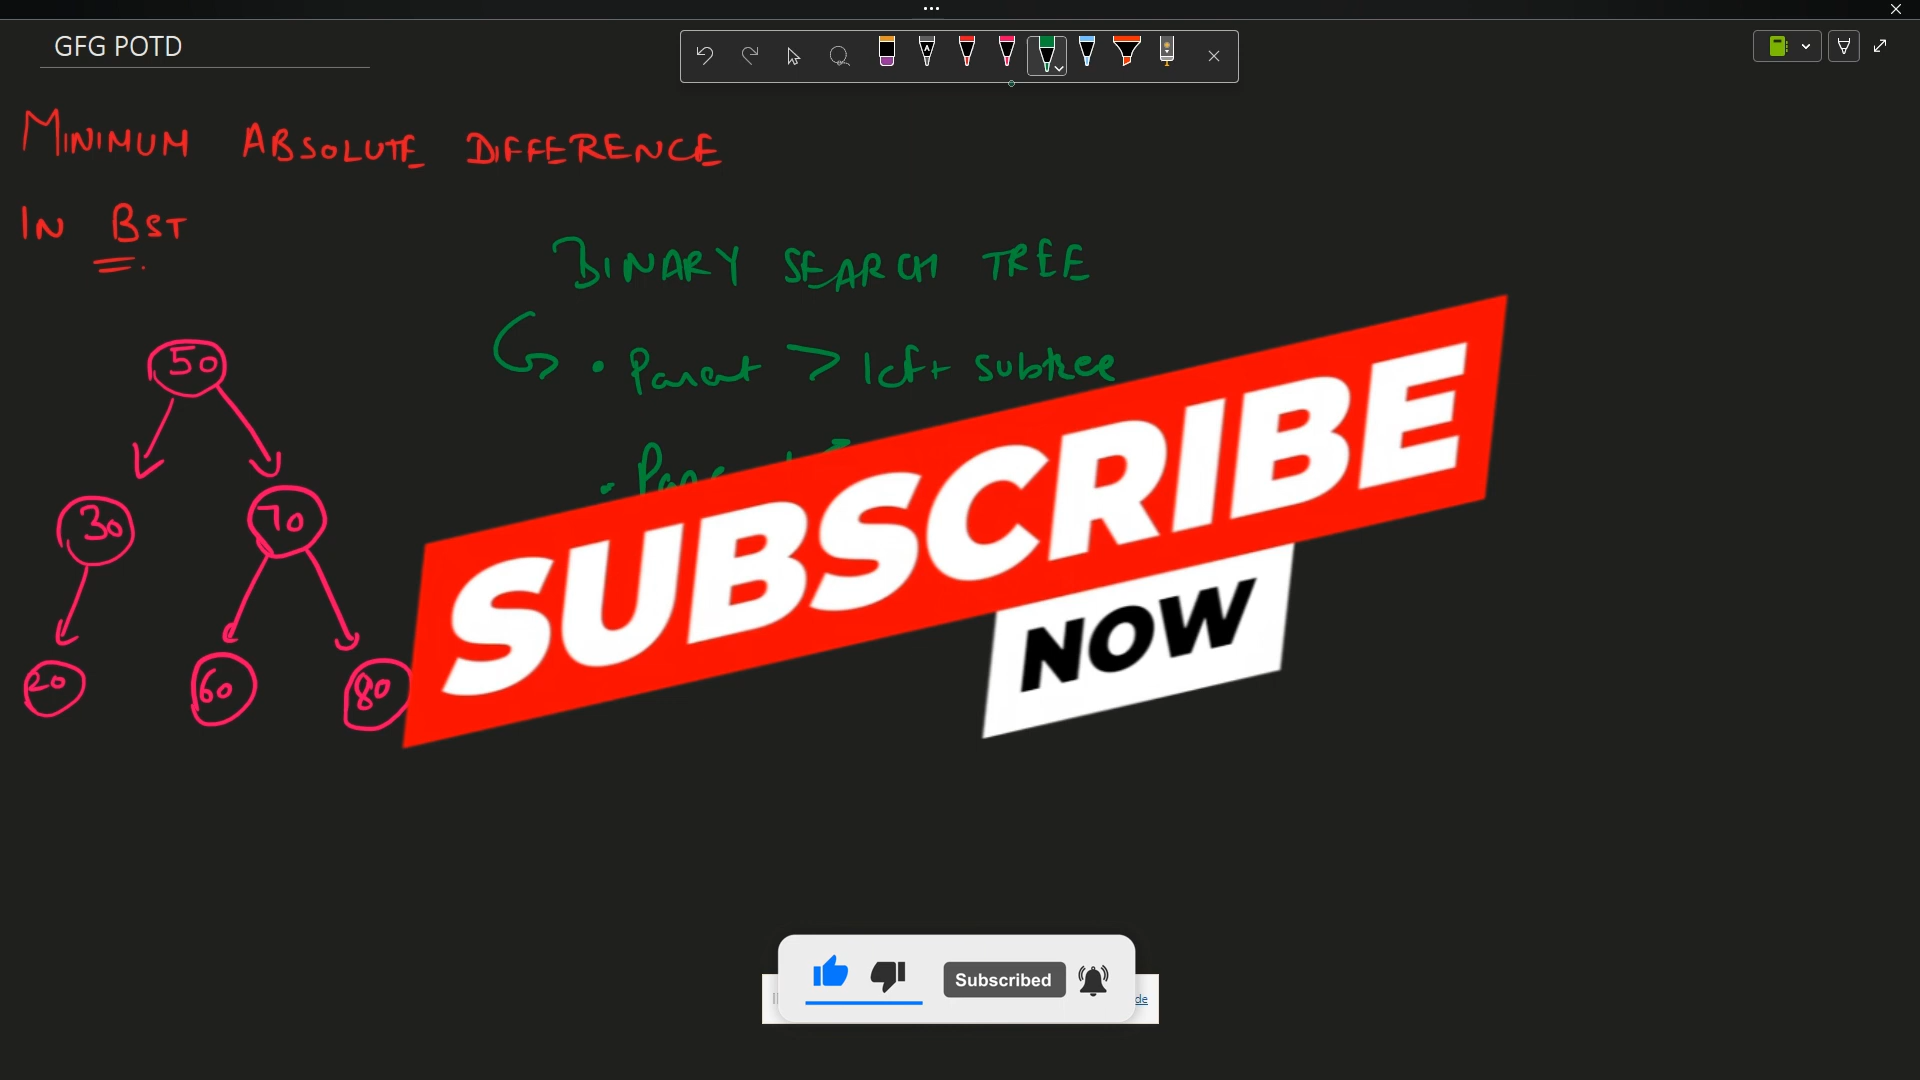 GFG POTD
MINIMUM ABSOLUTE DIFFERENCE
IN BST
BINARY SEARCH TREE
• Parent > left subtree
50
30
70
20
60
80
SUBSCRIBE
NOW
Subscribed
de